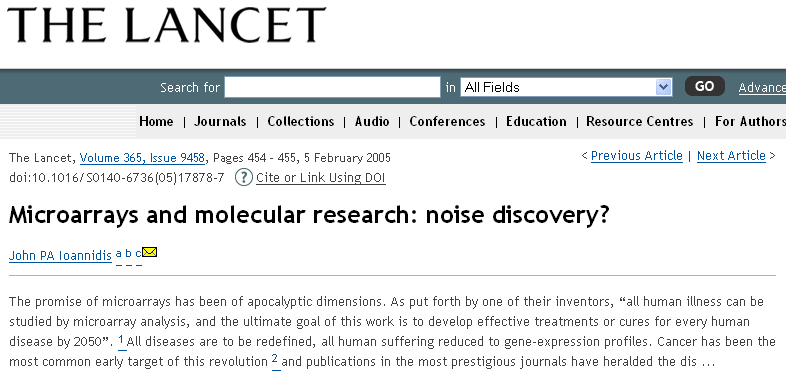 THE LANCET
Search for in All Fields GO Advance
Home | Journals | Collections | Audio | Conferences | Education | Resource Centres | For Authors
The Lancet, Volume 365, Issue 9458, Pages 454 - 455, 5 February 2005 < Previous Article | Next Article >
doi:10.1016/S0140-6736(05)17878-7 ? Cite or Link Using DOI
Microarrays and molecular research: noise discovery?
John PA Ioannidis a b c
The promise of microarrays has been of apocalyptic dimensions. As put forth by one of their inventors, “all human illness can be
studied by microarray analysis, and the ultimate goal of this work is to develop effective treatments or cures for every human
disease by 2050”. 1 All diseases are to be redefined, all human suffering reduced to gene-expression profiles. Cancer has been the
most common early target of this revolution 2 and publications in the most prestigious journals have heralded the dis ...